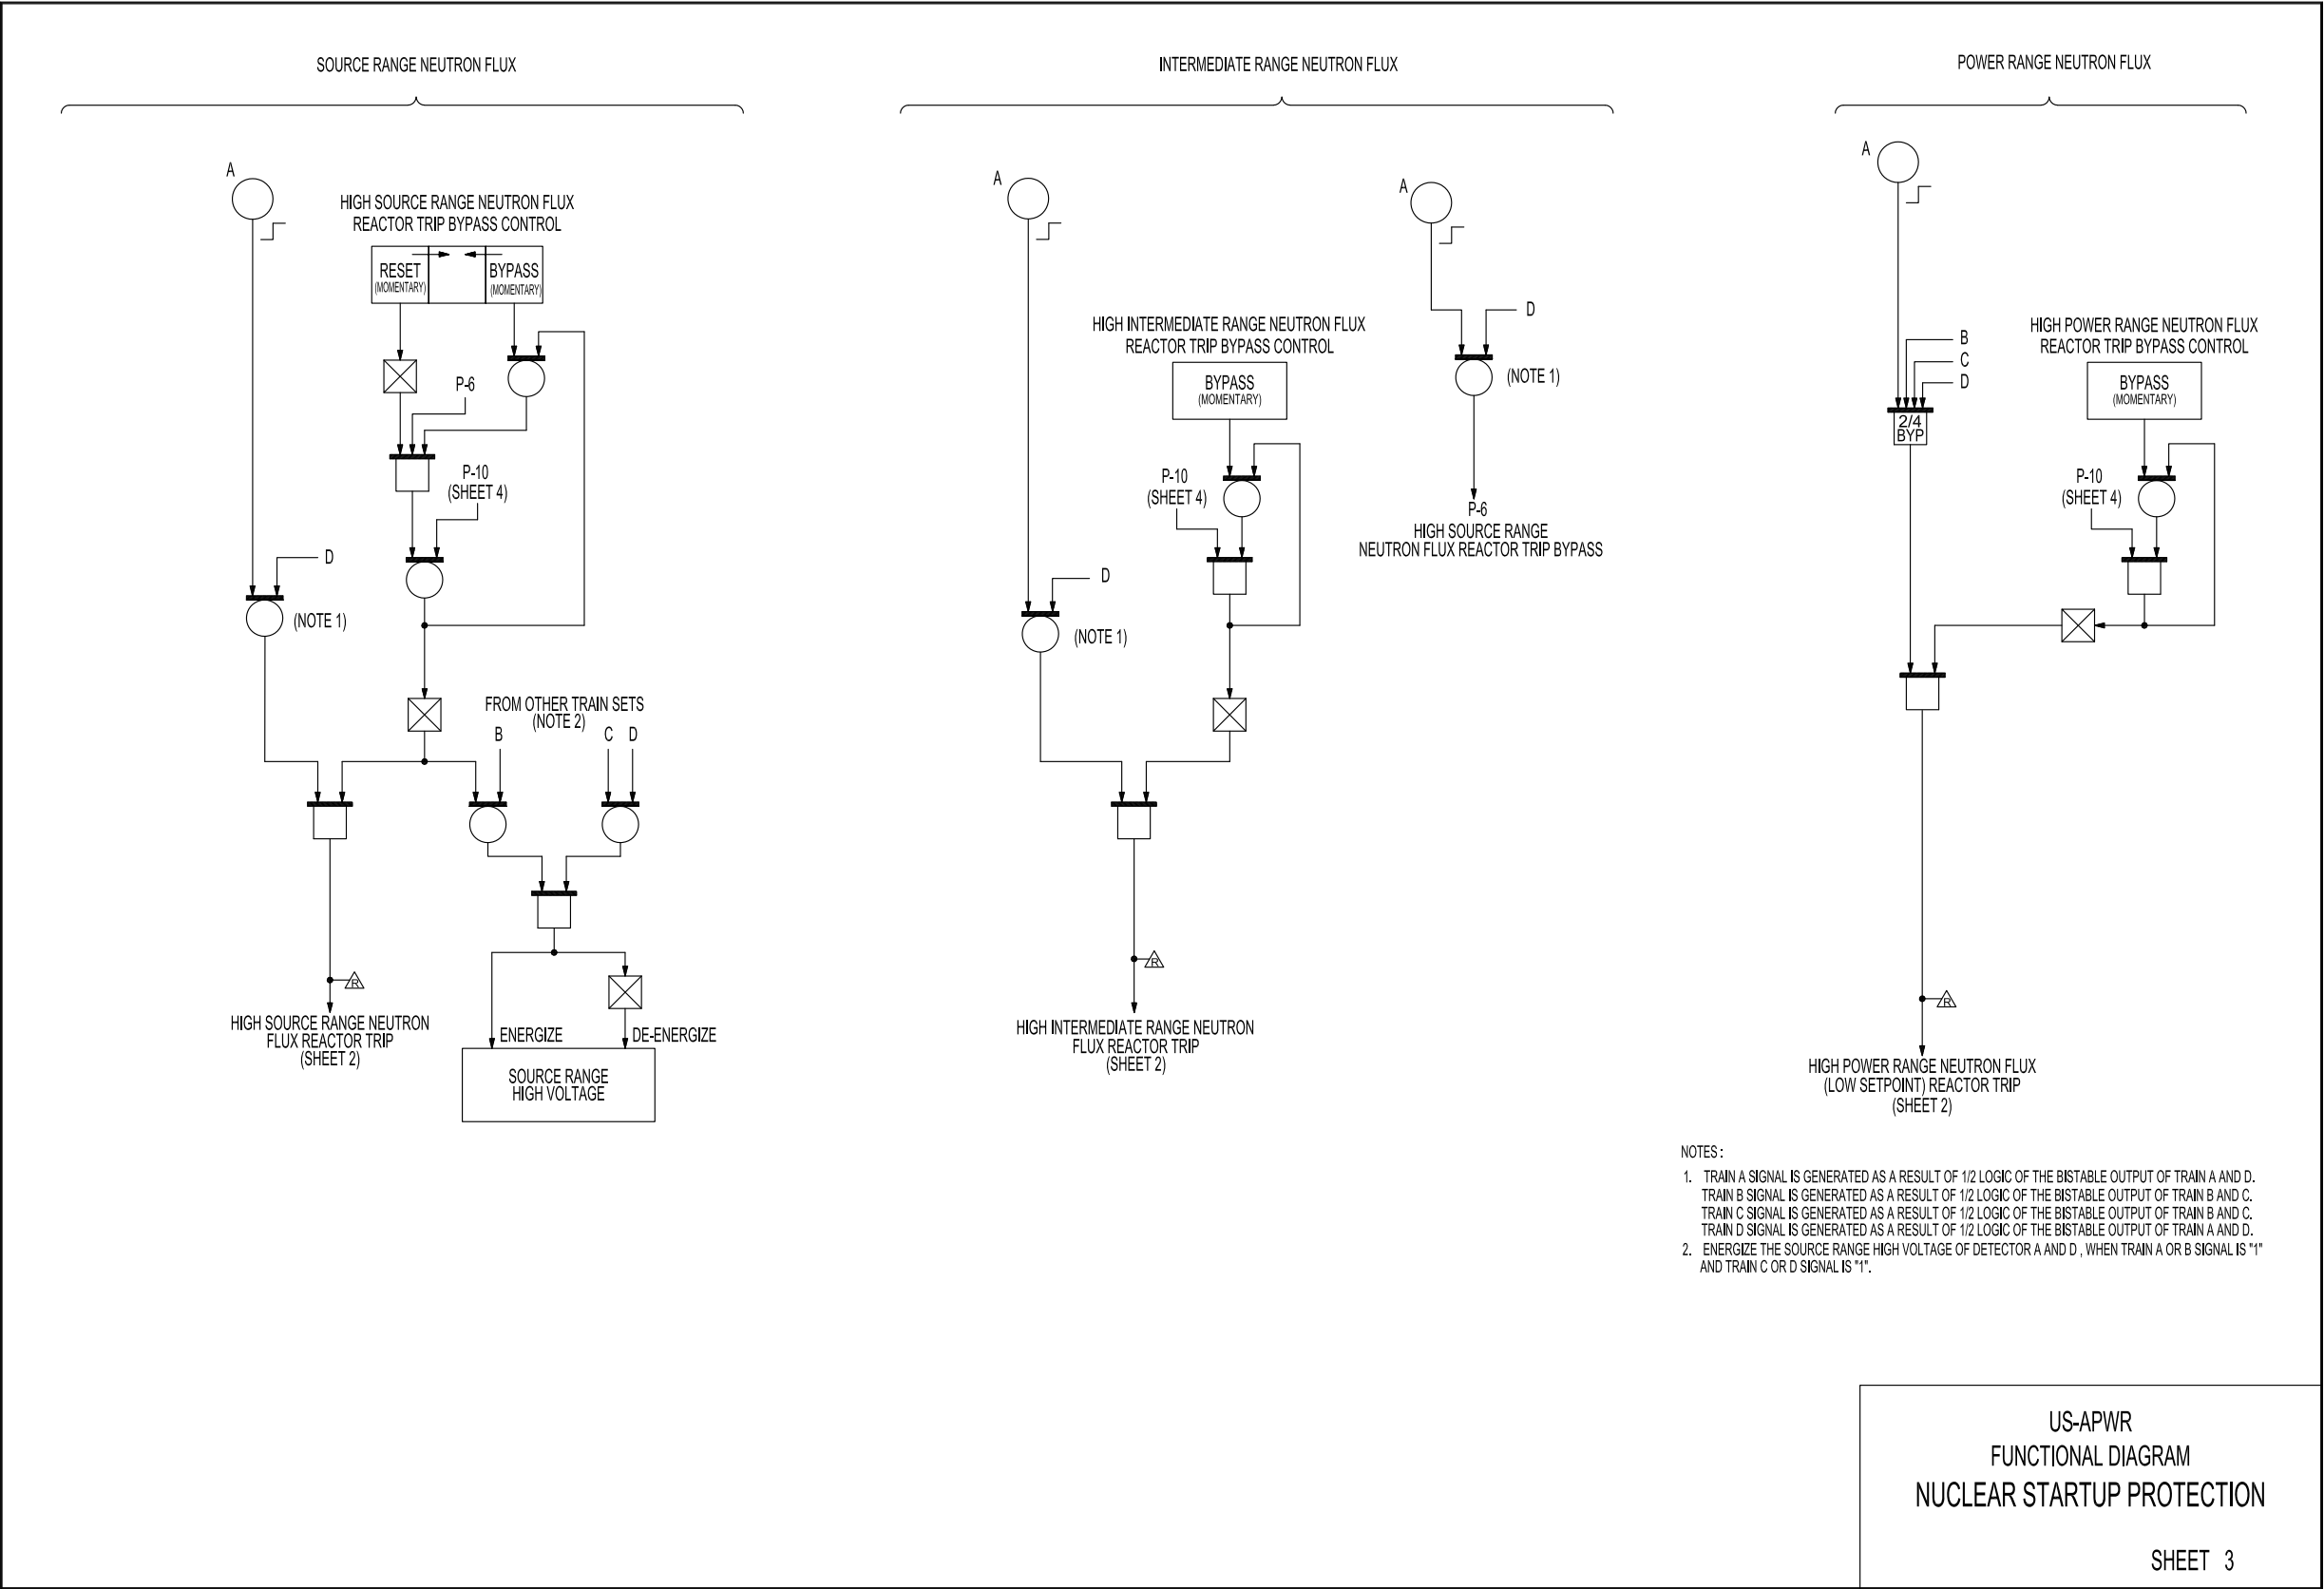 SOURCE RANGE NEUTRON FLUX
A
HIGH SOURCE RANGE NEUTRON FLUX
REACTOR TRIP BYPASS CONTROL
RESET
(MOMENTARY)
BYPASS
(MOMENTARY)
P-6
P-10
(SHEET 4)
D
(NOTE 1)
FROM OTHER TRAIN SETS
(NOTE 2)
B
C
D
R
HIGH SOURCE RANGE NEUTRON
FLUX REACTOR TRIP
(SHEET 2)
ENERGIZE
DE-ENERGIZE
SOURCE RANGE
HIGH VOLTAGE
INTERMEDIATE RANGE NEUTRON FLUX
A
HIGH INTERMEDIATE RANGE NEUTRON FLUX
REACTOR TRIP BYPASS CONTROL
BYPASS
(MOMENTARY)
P-10
(SHEET 4)
D
(NOTE 1)
R
HIGH INTERMEDIATE RANGE NEUTRON
FLUX REACTOR TRIP
(SHEET 2)
A
D
(NOTE 1)
P-6
HIGH SOURCE RANGE
NEUTRON FLUX REACTOR TRIP BYPASS
POWER RANGE NEUTRON FLUX
A
B
C
D
2/4
BYP
HIGH POWER RANGE NEUTRON FLUX
REACTOR TRIP BYPASS CONTROL
BYPASS
(MOMENTARY)
P-10
(SHEET 4)
R
HIGH POWER RANGE NEUTRON FLUX
(LOW SETPOINT) REACTOR TRIP
(SHEET 2)
NOTES :
1. TRAIN A SIGNAL IS GENERATED AS A RESULT OF 1/2 LOGIC OF THE BISTABLE OUTPUT OF TRAIN A AND D.
TRAIN B SIGNAL IS GENERATED AS A RESULT OF 1/2 LOGIC OF THE BISTABLE OUTPUT OF TRAIN B AND C.
TRAIN C SIGNAL IS GENERATED AS A RESULT OF 1/2 LOGIC OF THE BISTABLE OUTPUT OF TRAIN B AND C.
TRAIN D SIGNAL IS GENERATED AS A RESULT OF 1/2 LOGIC OF THE BISTABLE OUTPUT OF TRAIN A AND D.
2. ENERGIZE THE SOURCE RANGE HIGH VOLTAGE OF DETECTOR A AND D , WHEN TRAIN A OR B SIGNAL IS "1"
AND TRAIN C OR D SIGNAL IS "1".
US-APWR
FUNCTIONAL DIAGRAM
NUCLEAR STARTUP PROTECTION
SHEET 3